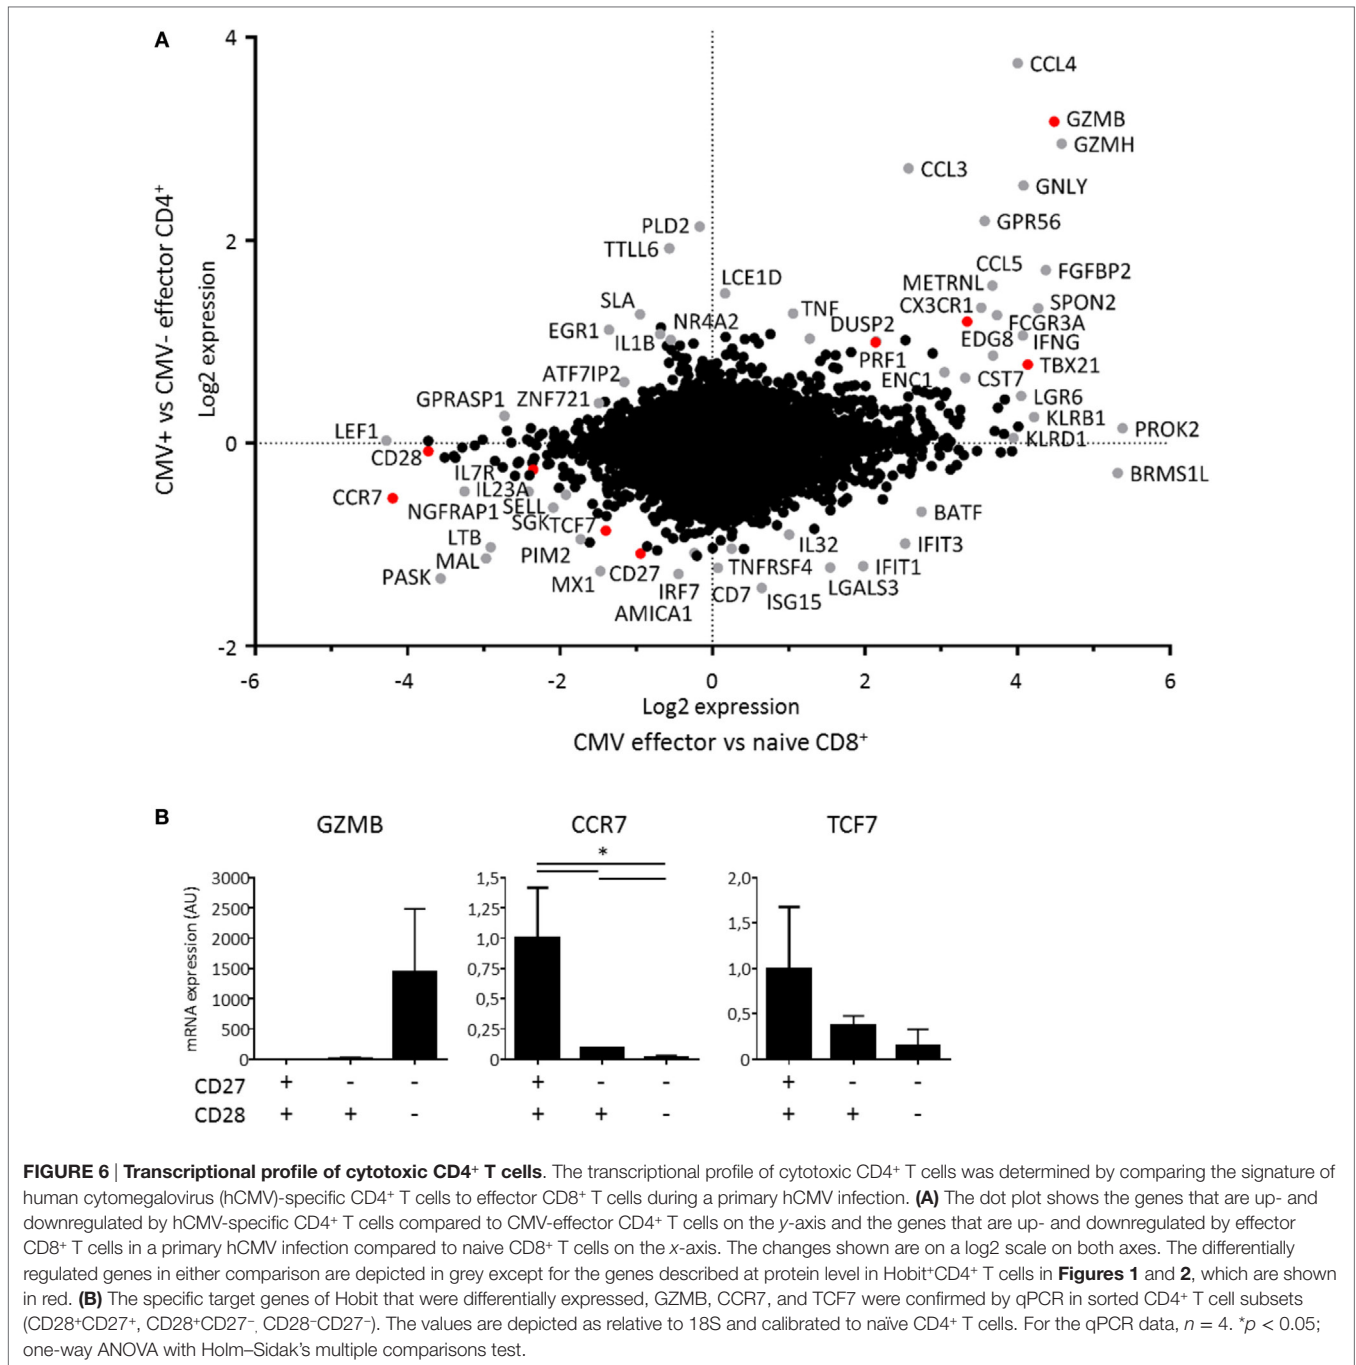 A
4
CCL4
GZMB
GZMH
CCL3
GNLY
PLD2
GPR56
2
TTLL6
CCL5
FGFBP2
LCE1D
METRNL
SLA
TNF
CX3CR1
SPON2
NR4A2
DUSP2
FCGR3A
EGR1
IL1B
EDG8
IFNG
PRF1
TBX21
ATF7IP2
ENC1
CST7
GPRASP1
ZNF721
LGR6
KLRB1
LEF1
PROK2
0
KLRD1
CD28
IL7R
BRMS1L
CCR7
IL23A
NGFRAP1
SELL
BATF
SGK
TCF7
LTB
IL32
IFIT3
MAL
PIM2
PASK
CD27
TNFRSF4
IFIT1
MX1
IRF7
CD7
LGALS3
ISG15
AMICA1
-2
-6
-4
-2
0
2
4
6
Log2 expression
CMV effector vs naive CD8+
CMV+ vs CMV- effector CD4+
Log2 expression
B
GZMB
CCR7
TCF7
*
mRNA expression (AU)
3000
2500
2000
1500
1000
500
0
1,5
1,25
1,0
0,75
0,5
0,25
0
2,0
1,5
1,0
0,5
0
CD27 + - - + - - + - -
CD28 + + - + + - + + -
FIGURE 6 | Transcriptional profile of cytotoxic CD4+ T cells. The transcriptional profile of cytotoxic CD4+ T cells was determined by comparing the signature of
human cytomegalovirus (hCMV)-specific CD4+ T cells to effector CD8+ T cells during a primary hCMV infection. (A) The dot plot shows the genes that are up- and
downregulated by hCMV-specific CD4+ T cells compared to CMV-effector CD4+ T cells on the y-axis and the genes that are up- and downregulated by effector
CD8+ T cells in a primary hCMV infection compared to naive CD8+ T cells on the x-axis. The changes shown are on a log2 scale on both axes. The differentially
regulated genes in either comparison are depicted in grey except for the genes described at protein level in Hobit+CD4+ T cells in Figures 1 and 2, which are shown
in red. (B) The specific target genes of Hobit that were differentially expressed, GZMB, CCR7, and TCF7 were confirmed by qPCR in sorted CD4+ T cell subsets
(CD28+CD27+, CD28+CD27−, CD28−CD27−). The values are depicted as relative to 18S and calibrated to naïve CD4+ T cells. For the qPCR data, n = 4. *p < 0.05;
one-way ANOVA with Holm–Sidak's multiple comparisons test.